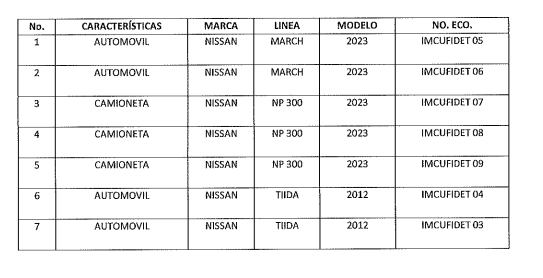 No. CARACTERÍSTICAS MARCA LINEA MODELO NO. ECO.
1 AUTOMOVIL NISSAN MARCH 2023 IMCUFIDET 05
2 AUTOMOVIL NISSAN MARCH 2023 IMCUFIDET 06
3 CAMIONETA NISSAN NP 300 2023 IMCUFIDET 07
4 CAMIONETA NISSAN NP 300 2023 IMCUFIDET 08
5 CAMIONETA NISSAN NP 300 2023 IMCUFIDET 09
6 AUTOMOVIL NISSAN TIIDA 2012 IMCUFIDET 04
7 AUTOMOVIL NISSAN TIIDA 2012 IMCUFIDET 03